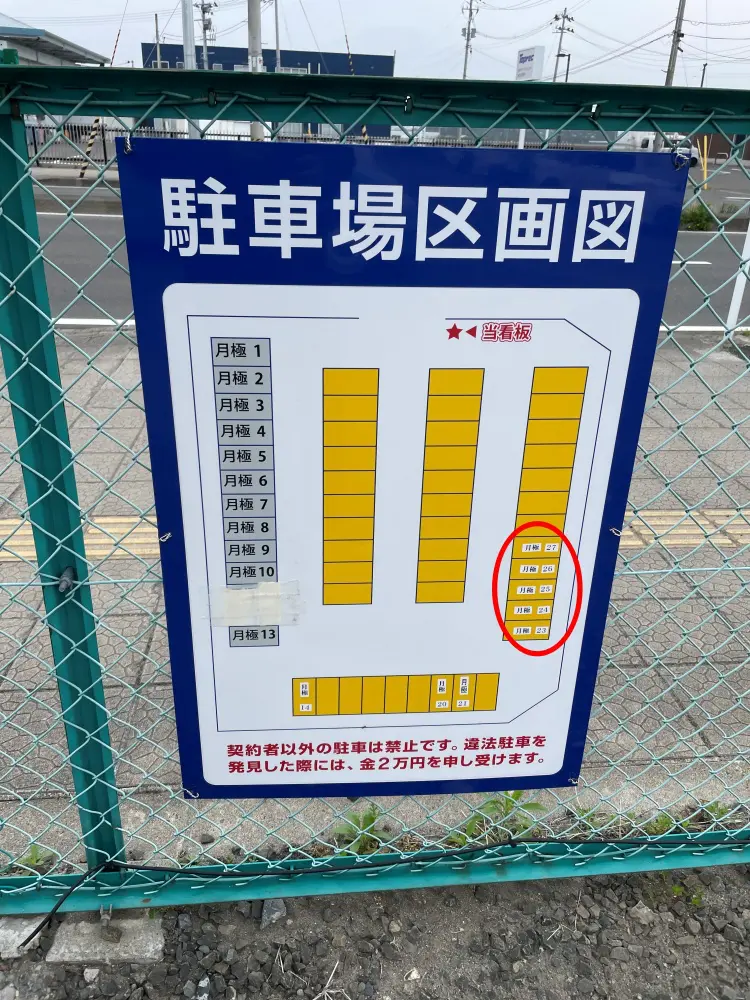 駐車場区画図
★◀当看板
月極 1
月極 2
月極 3
月極 4
月極 5
月極 6
月極 7
月極 8
月極 9
月極 10
月極 13
月極 27
月極 26
月極 25
月極 24
月極 23
月極 14
月極 20
月極 21
契約者以外の駐車は禁止です。違法駐車を
発見した際には、金2万円を申し受けます。